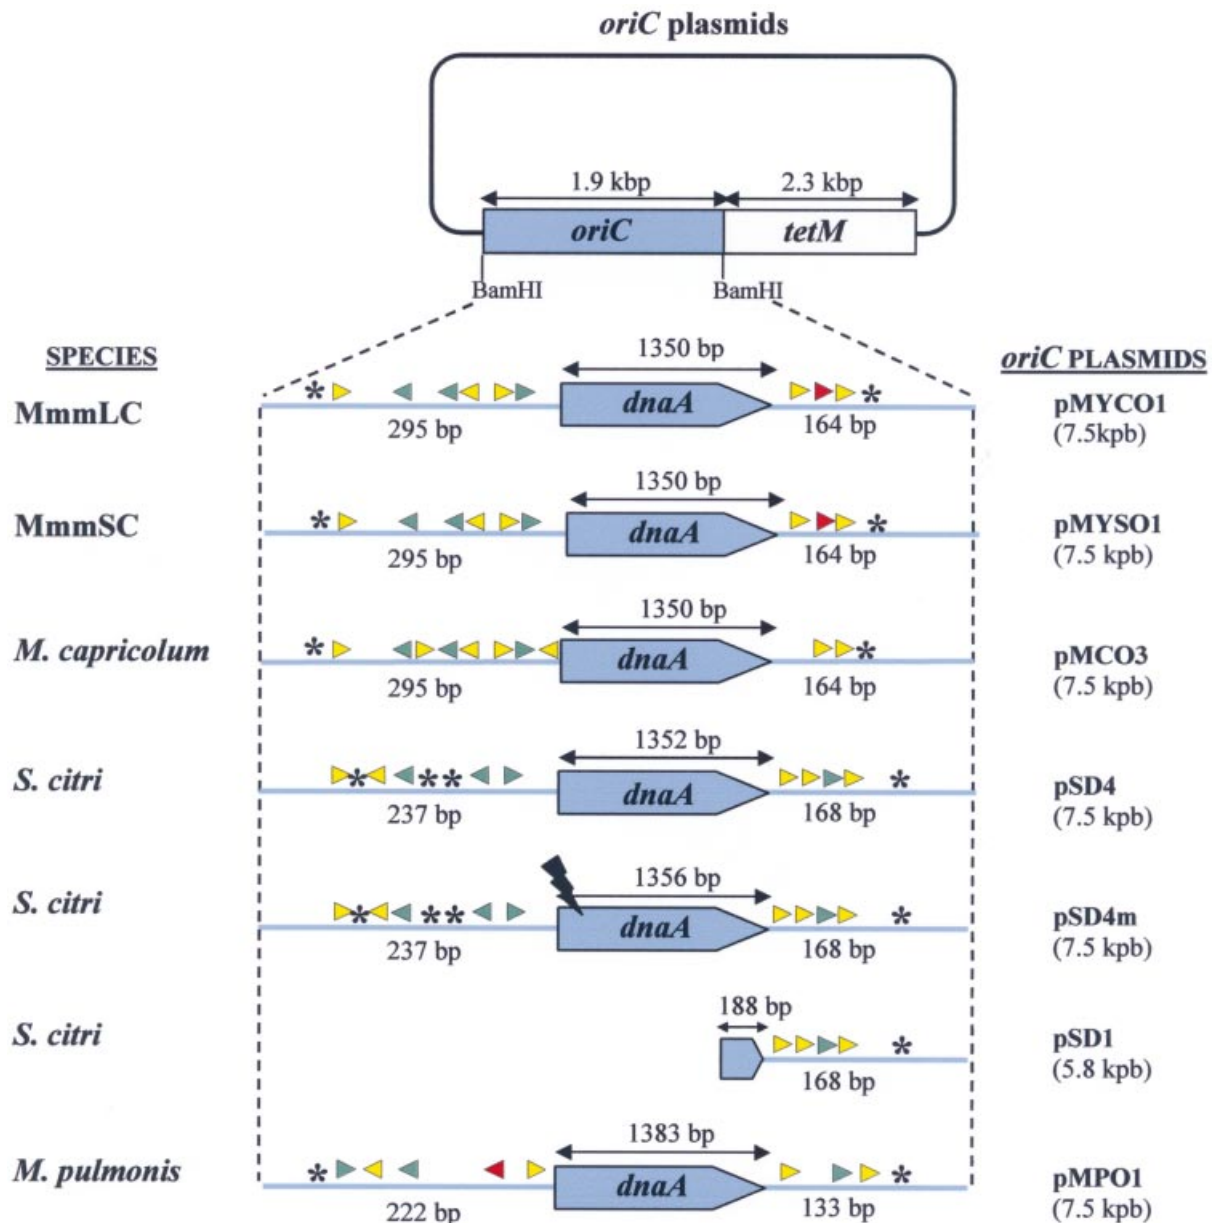 oriC plasmids
1.9 kbp 2.3 kbp
oriC tetM
BamHI BamHI
SPECIES oriC PLASMIDS
1350 bp
* dnaA *
MmmLC 295 bp 164 bp pMYCO1
(7.5kpb)
1350 bp
* dnaA *
MmmSC 295 bp 164 bp pMYSO1
(7.5 kpb)
1350 bp
* dnaA *
M. capricolum 295 bp 164 bp pMCO3
(7.5 kpb)
1352 bp
* ** dnaA *
S. citri 237 bp 168 bp pSD4
(7.5 kpb)
1356 bp
* ** dnaA *
S. citri 237 bp 168 bp pSD4m
(7.5 kpb)
188 bp
*
S. citri 168 bp pSD1
(5.8 kpb)
1383 bp
* dnaA *
M. pulmonis 222 bp 133 bp pMPO1
(7.5 kpb)